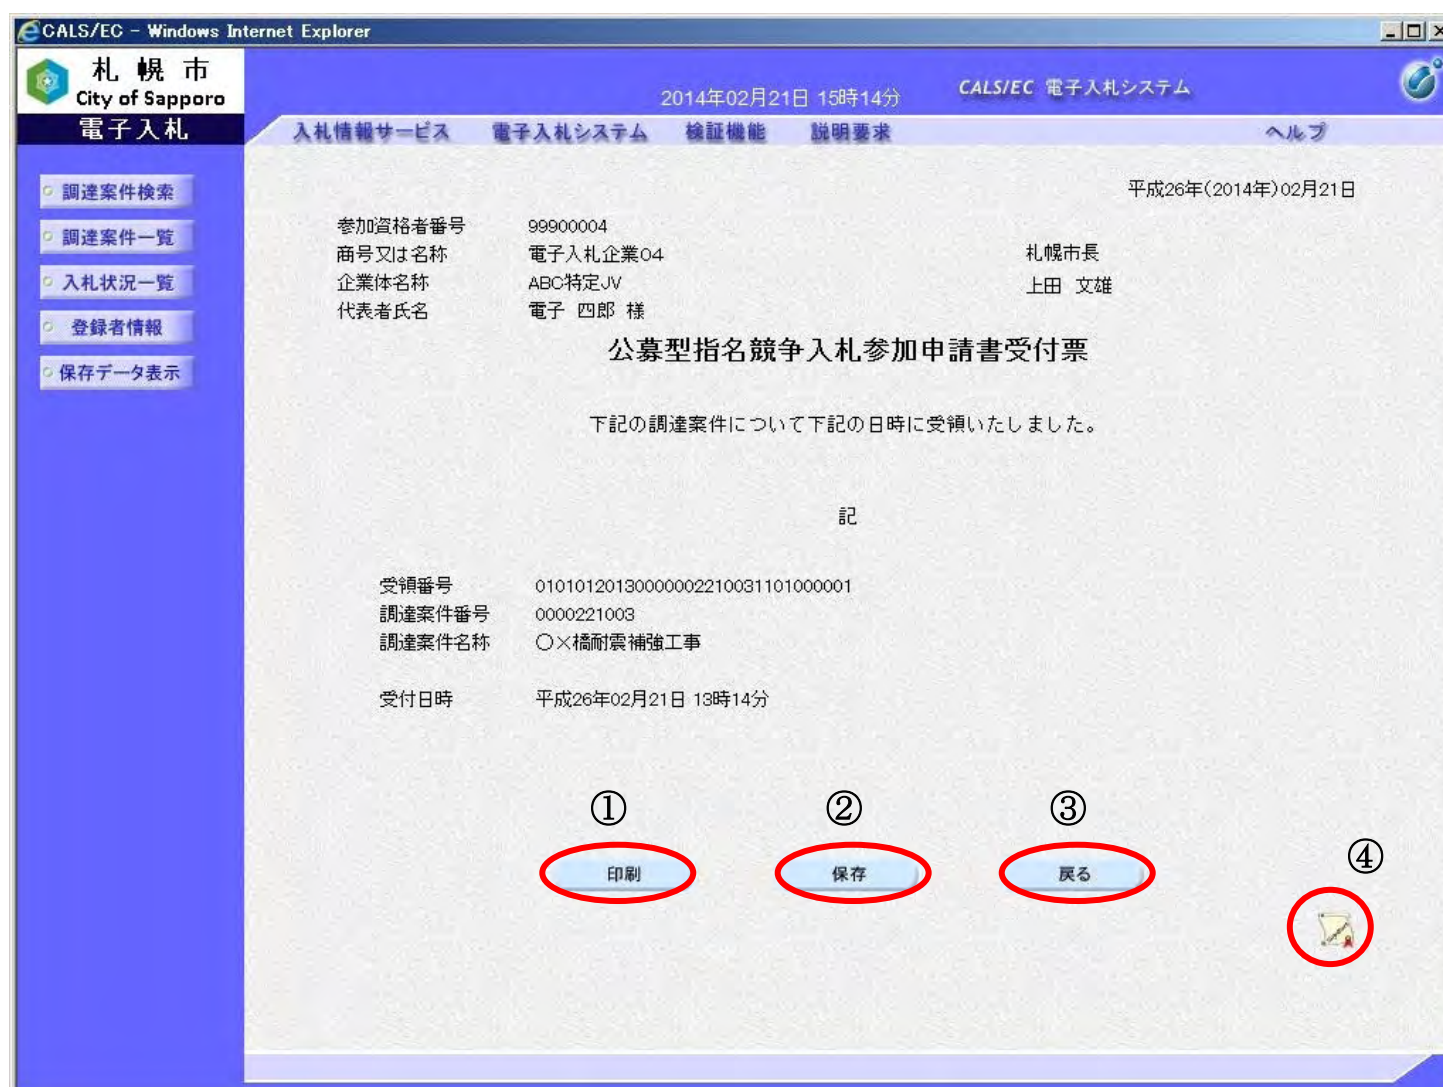 CALS/EC - Windows Internet Explorer
札幌市
City of Sapporo
電子入札
2014年02月21日 15時14分
CALS/EC 電子入札システム
入札情報サービス 電子入札システム 検証機能 説明要求 ヘルプ
調達案件検索
調達案件一覧
入札状況一覧
登録者情報
保存データ表示
平成26年(2014年)02月21日
参加資格者番号 99900004
商号又は名称 電子入札企業04
企業体名称 ABC特定JV
代表者氏名 電子 四郎 様
札幌市長
上田 文雄
公募型指名競争入札参加申請書受付票
下記の調達案件について下記の日時に受領いたしました。
記
受領番号 01010120130000002210031101000001
調達案件番号 0000221003
調達案件名称 〇×橋耐震補強工事
受付日時 平成26年02月21日 13時14分
① ② ③
④
印刷 保存 戻る